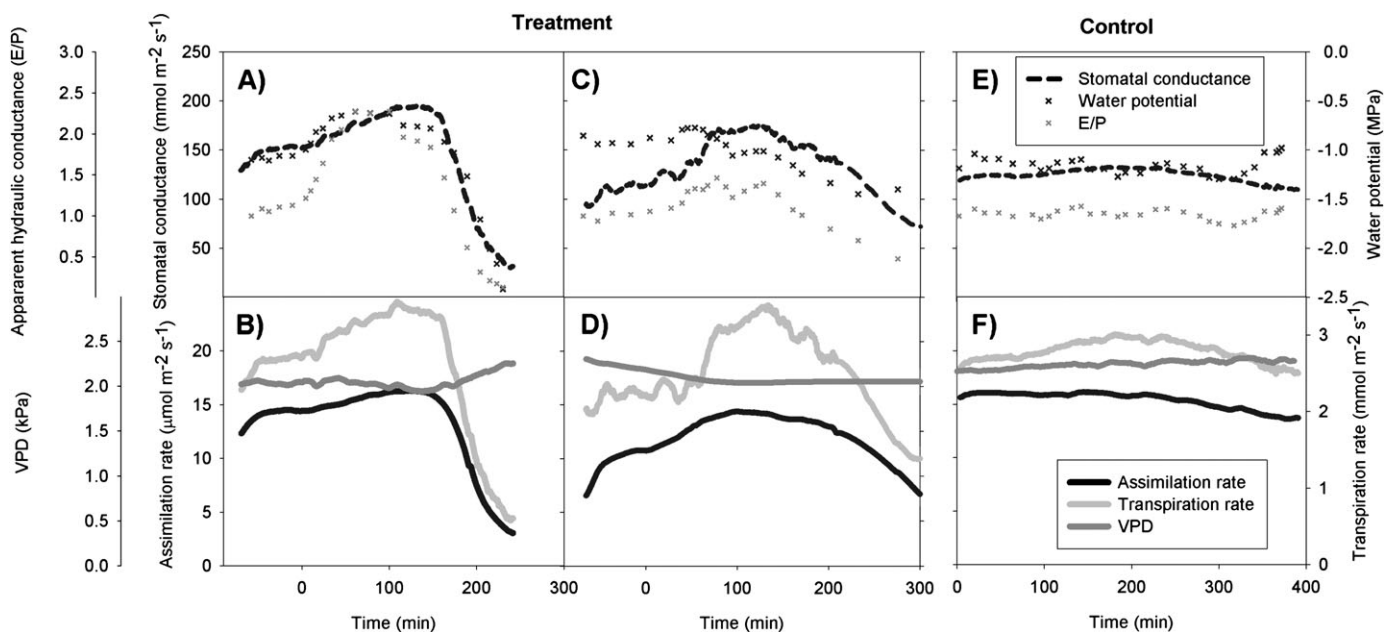 Treatment
Control
Appararent hydraulic conductance (E/P)
3.0
2.5
2.0
1.5
1.0
0.5
Stomatal conductance (mmol m-2 s-1)
250
200
150
100
50
A)
C)
E)
Stomatal conductance
Water potential
E/P
0.0
-0.5
-1.0
-1.5
-2.0
-2.5
Water potential (MPa)
VPD (kPa)
2.5
2.0
1.5
1.0
0.5
0.0
Assimilation rate (µmol m-2 s-1)
20
15
10
5
0
B)
D)
F)
Assimilation rate
Transpiration rate
VPD
3
2
1
0
Transpiration rate (mmol m-2 s-1)
0 100 200 0 100 200 300 0 100 200 300 400
Time (min) Time (min) Time (min)